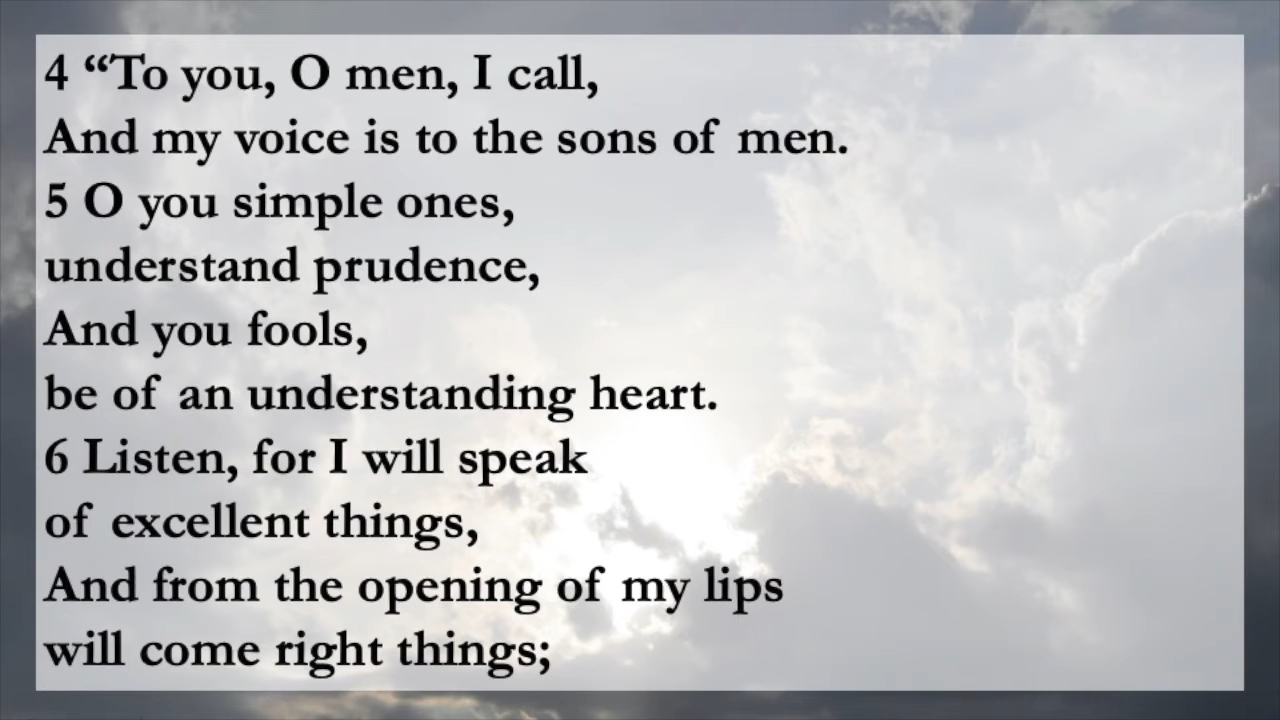 4 “To you, O men, I call,
And my voice is to the sons of men.
5 O you simple ones,
understand prudence,
And you fools,
be of an understanding heart.
6 Listen, for I will speak
of excellent things,
And from the opening of my lips
will come right things;